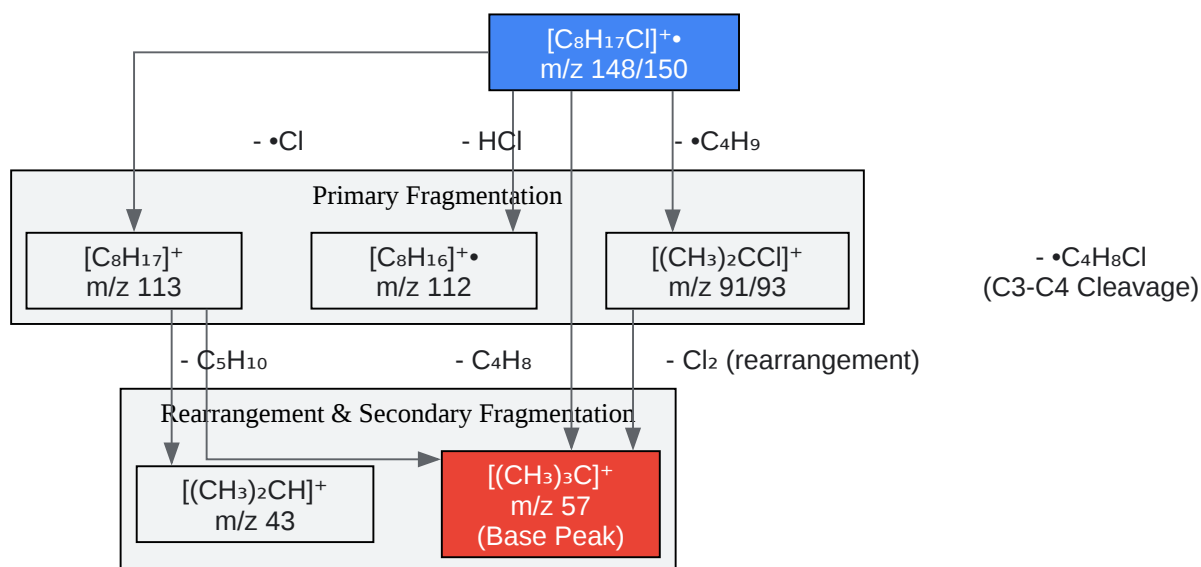 [C₈H₁₇Cl]⁺•
m/z 148/150
- •Cl
- HCl
- •C₄H₉
Primary Fragmentation
[C₈H₁₇]⁺
m/z 113
[C₈H₁₆]⁺•
m/z 112
[(CH₃)₂CCl]⁺
m/z 91/93
- •C₄H₈Cl
(C3-C4 Cleavage)
- C₅H₁₀
- C₄H₈
- Cl₂ (rearrangement)
Rearrangement & Secondary Fragmentation
[(CH₃)₂CH]⁺
m/z 43
[(CH₃)₃C]⁺
m/z 57
(Base Peak)